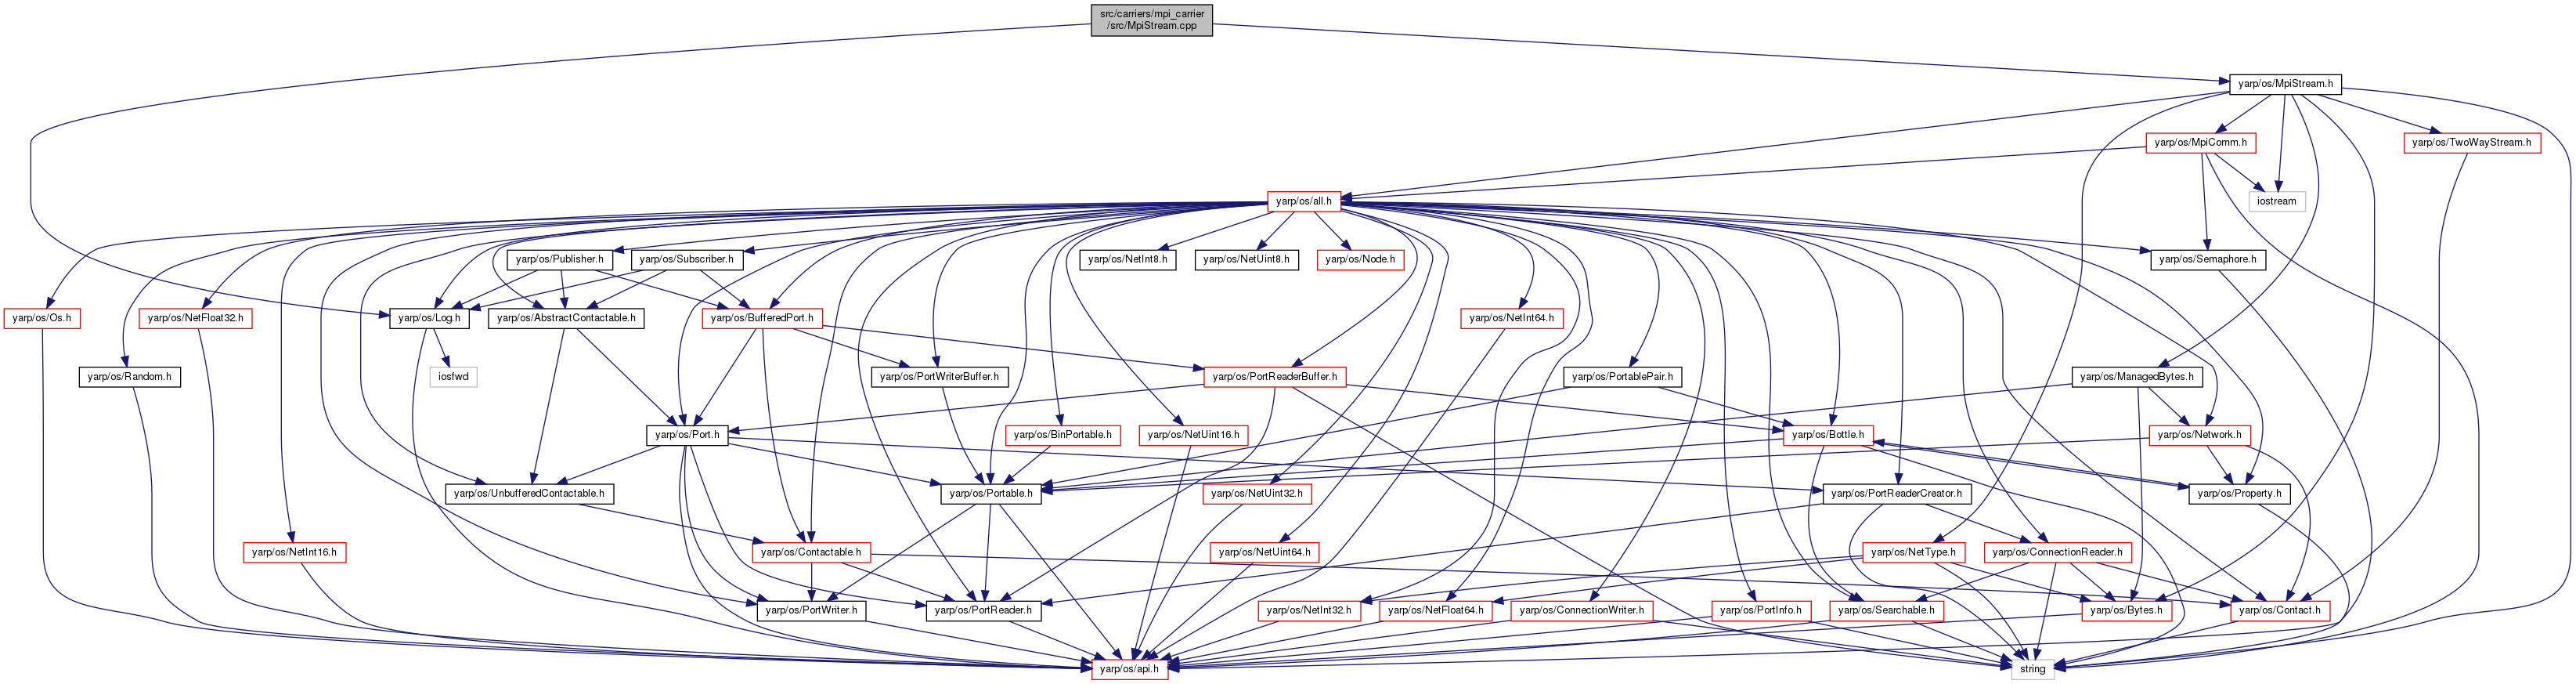 src/carriers/mpi_carrier
/src/MpiStream.cpp
yarp/os/MpiStream.h
yarp/os/MpiComm.h
yarp/os/TwoWayStream.h
yarp/os/all.h
iostream
yarp/os/Publisher.h
yarp/os/Subscriber.h
yarp/os/NetInt8.h
yarp/os/NetUint8.h
yarp/os/Node.h
yarp/os/Semaphore.h
yarp/os/Os.h
yarp/os/NetFloat32.h
yarp/os/Log.h
yarp/os/AbstractContactable.h
yarp/os/BufferedPort.h
yarp/os/NetInt64.h
yarp/os/Random.h
iosfwd
yarp/os/PortWriterBuffer.h
yarp/os/PortReaderBuffer.h
yarp/os/PortablePair.h
yarp/os/ManagedBytes.h
yarp/os/Port.h
yarp/os/BinPortable.h
yarp/os/NetUint16.h
yarp/os/Bottle.h
yarp/os/Network.h
yarp/os/UnbufferedContactable.h
yarp/os/Portable.h
yarp/os/NetUint32.h
yarp/os/PortReaderCreator.h
yarp/os/Property.h
yarp/os/NetInt16.h
yarp/os/Contactable.h
yarp/os/NetUint64.h
yarp/os/NetType.h
yarp/os/ConnectionReader.h
yarp/os/PortWriter.h
yarp/os/PortReader.h
yarp/os/NetInt32.h
yarp/os/NetFloat64.h
yarp/os/ConnectionWriter.h
yarp/os/PortInfo.h
yarp/os/Searchable.h
yarp/os/Bytes.h
yarp/os/Contact.h
yarp/os/api.h
string